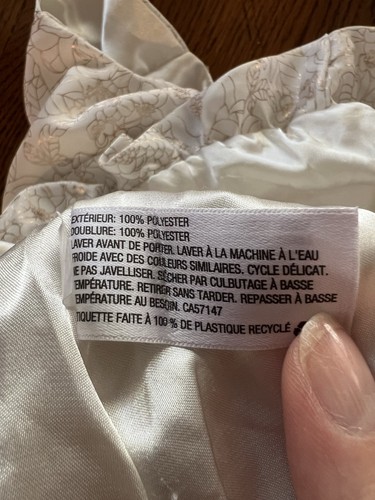 EXTÉRIEUR: 100% POLYESTER
DOUBLURE: 100% POLYESTER
LAVER AVANT DE PORTER. LAVER À LA MACHINE À L'EAU
FROIDE AVEC DES COULEURS SIMILAIRES. CYCLE DÉLICAT.
NE PAS JAVELLISER. SÉCHER PAR CULBUTAGE À BASSE
TEMPÉRATURE. RETIRER SANS TARDER. REPASSER À BASSE
TEMPÉRATURE AU BESOIN. CA57147
ÉTIQUETTE FAITE À 100 % DE PLASTIQUE RECYCLÉ